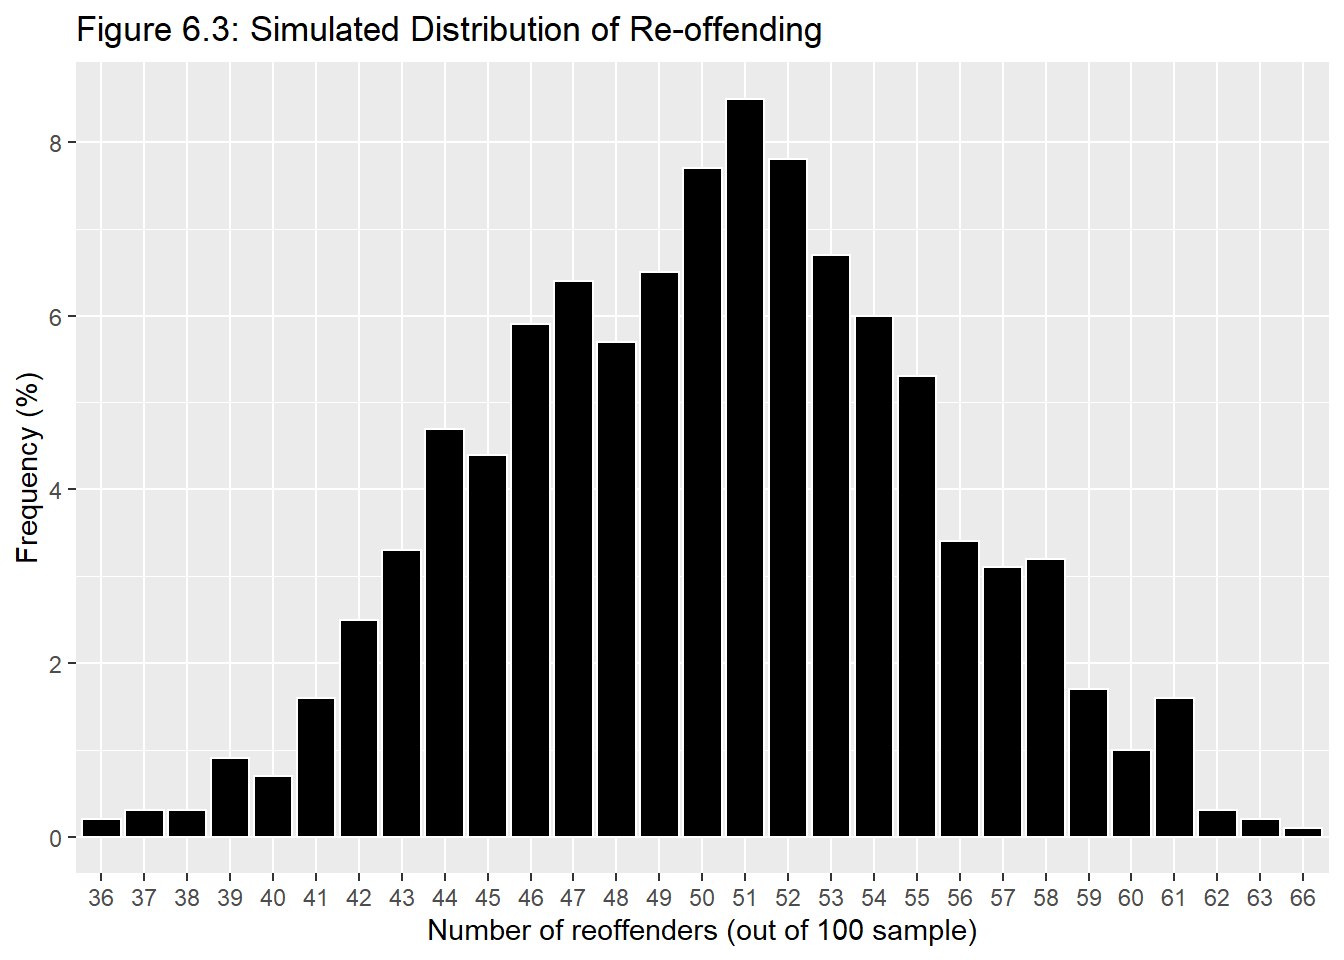 Figure 6.3: Simulated Distribution of Re-offending
8
6
4
2
0
Frequency (%)
36 37 38 39 40 41 42 43 44 45 46 47 48 49 50 51 52 53 54 55 56 57 58 59 60 61 62 63 66
Number of reoffenders (out of 100 sample)